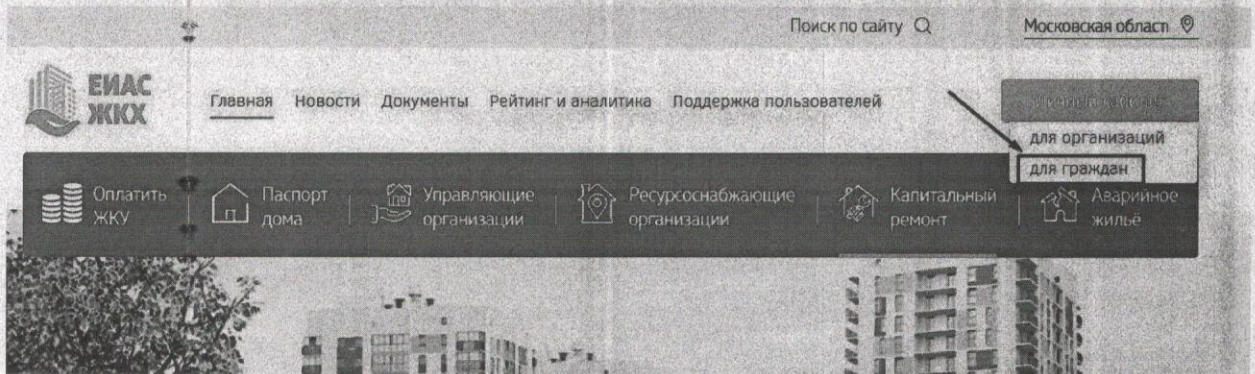 Поиск по сайту
Московская област
ЕИАС
ЖКХ
Главная Новости Документы Рейтинг и аналитика Поддержка пользователей
для организаций
для граждан
Оплатить
ЖКУ
Паспорт
дома
Управляющие
организации
Ресурсоснабжающие
организации
Капитальный
ремонт
Аварийное
жильё